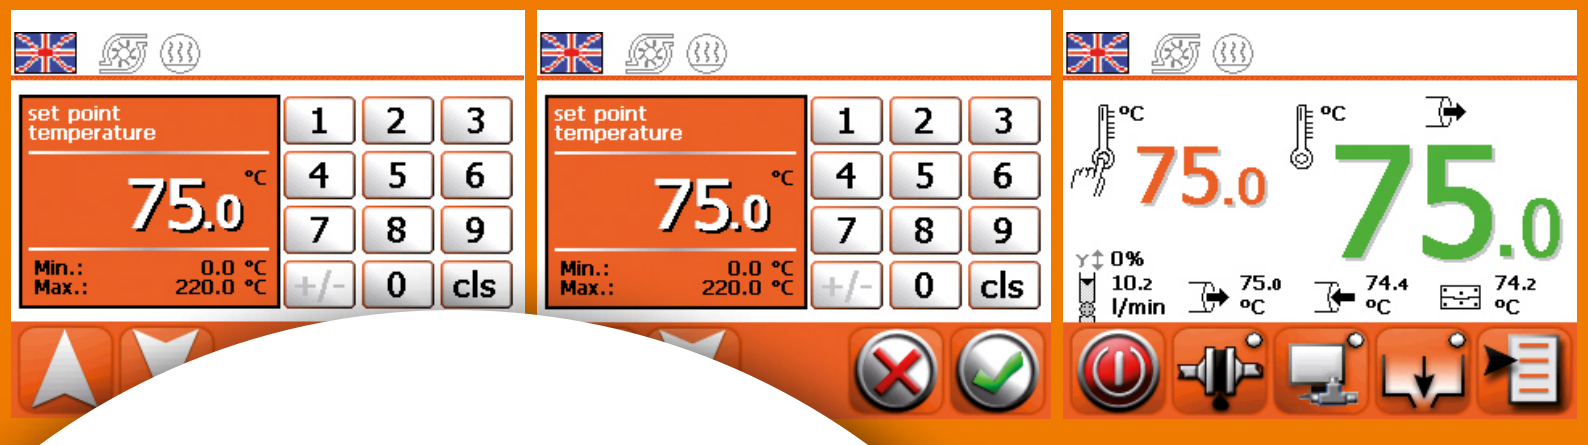 set point
temperature
°C
75.0
Min.: 0.0 °C
Max.: 220.0 °C
1 2 3
4 5 6
7 8 9
+/- 0 cls
set point
temperature
°C
75.0
Min.: 0.0 °C
Max.: 220.0 °C
1 2 3
4 5 6
7 8 9
+/- 0 cls
°C °C
75.0 75.0
Y 0%
10.2 75.0 74.4 74.2
l/min °C °C °C